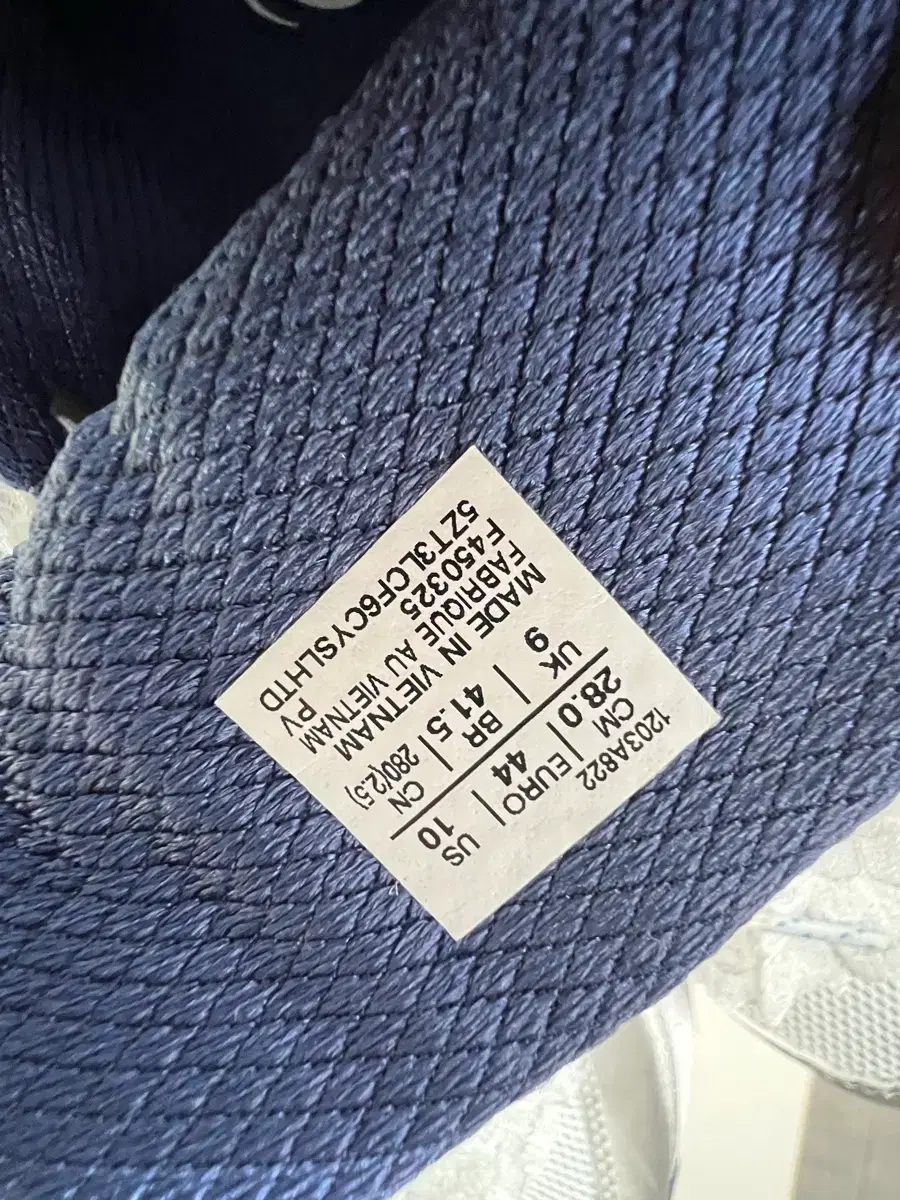 1203A822
CM | EURO | US
28.0 | 44 | 10
UK | BR | CN
9 | 41.5 | 280(2.5)
MADE IN VIETNAM
FABRIQUE AU VIETNAM
F450325 PV
5ZT3LCF6CYSLHTD